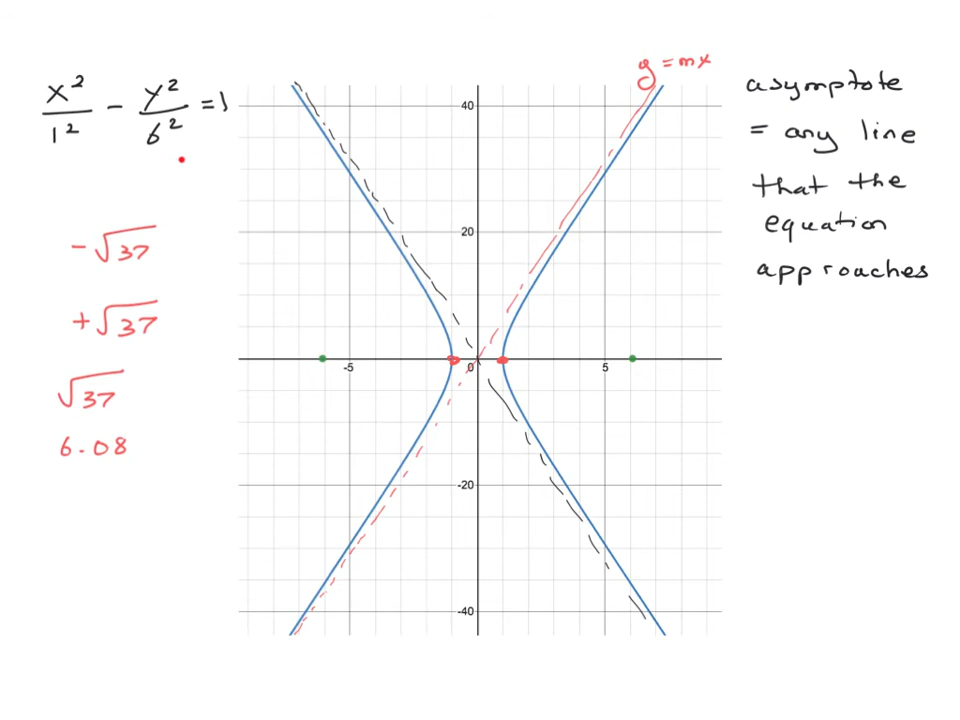 x²/1² - y²/6² = 1
-√37
+√37
√37
6.08
y = mx
40
20
-5
0
5
-20
-40
asymptote
= any line
that the
equation
approaches